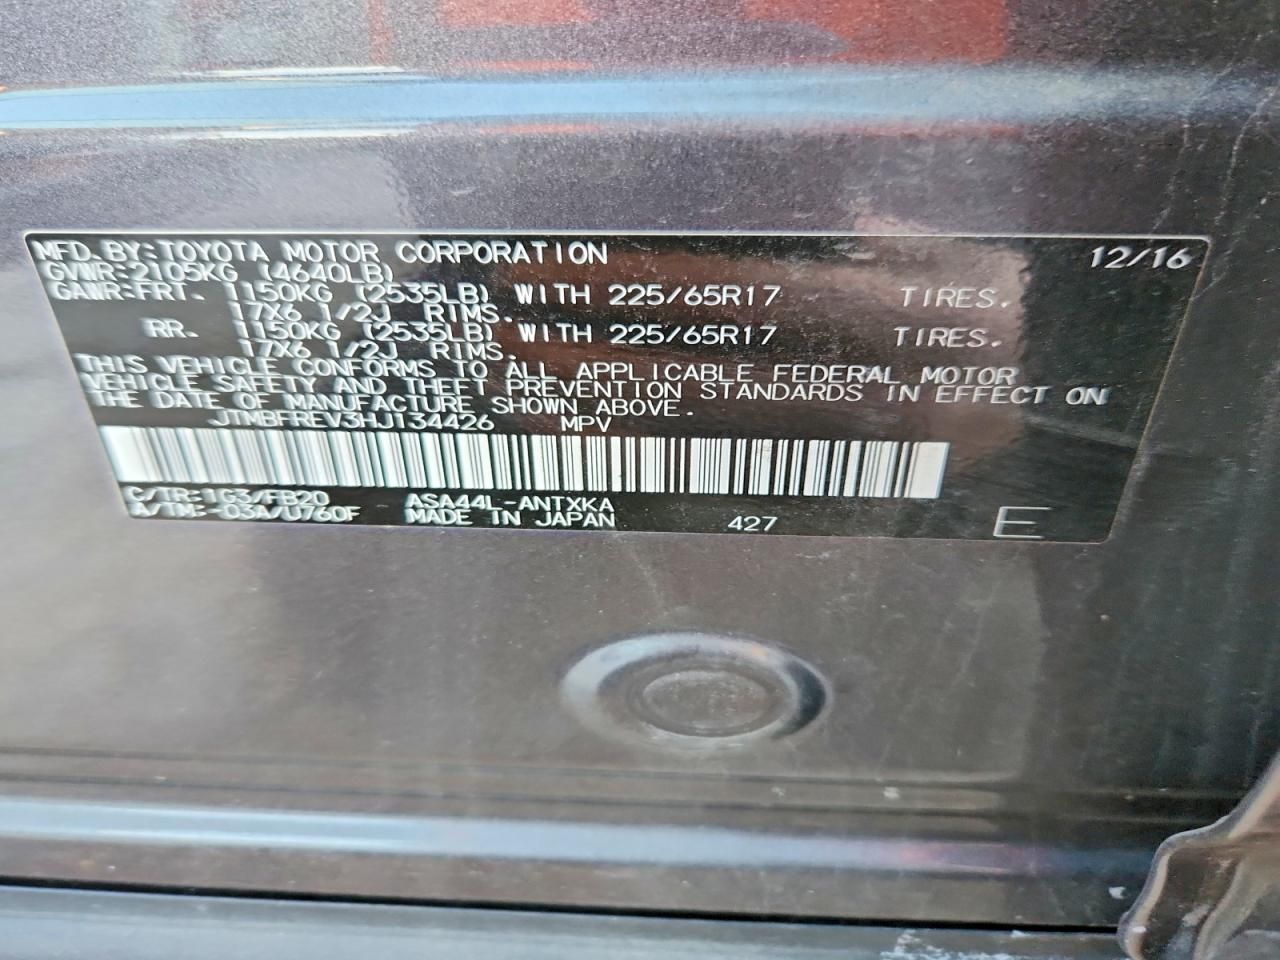 MFD. BY: TOYOTA MOTOR CORPORATION 12/16
GVWR: 2105KG (4640LB)
GAWR: FRT. 1150KG (2535LB) WITH 225/65R17 TIRES.
17X6 1/2J RIMS.
RR. 1150KG (2535LB) WITH 225/65R17 TIRES.
17X6 1/2J RIMS.
THIS VEHICLE CONFORMS TO ALL APPLICABLE FEDERAL MOTOR
VEHICLE SAFETY AND THEFT PREVENTION STANDARDS IN EFFECT ON
THE DATE OF MANUFACTURE SHOWN ABOVE.
JTMBFREV3HJ134426 MPV
C/TR: 1G3/FB20 ASA44L-ANTXKA
A/TM: -03A/U760F MADE IN JAPAN 427 E